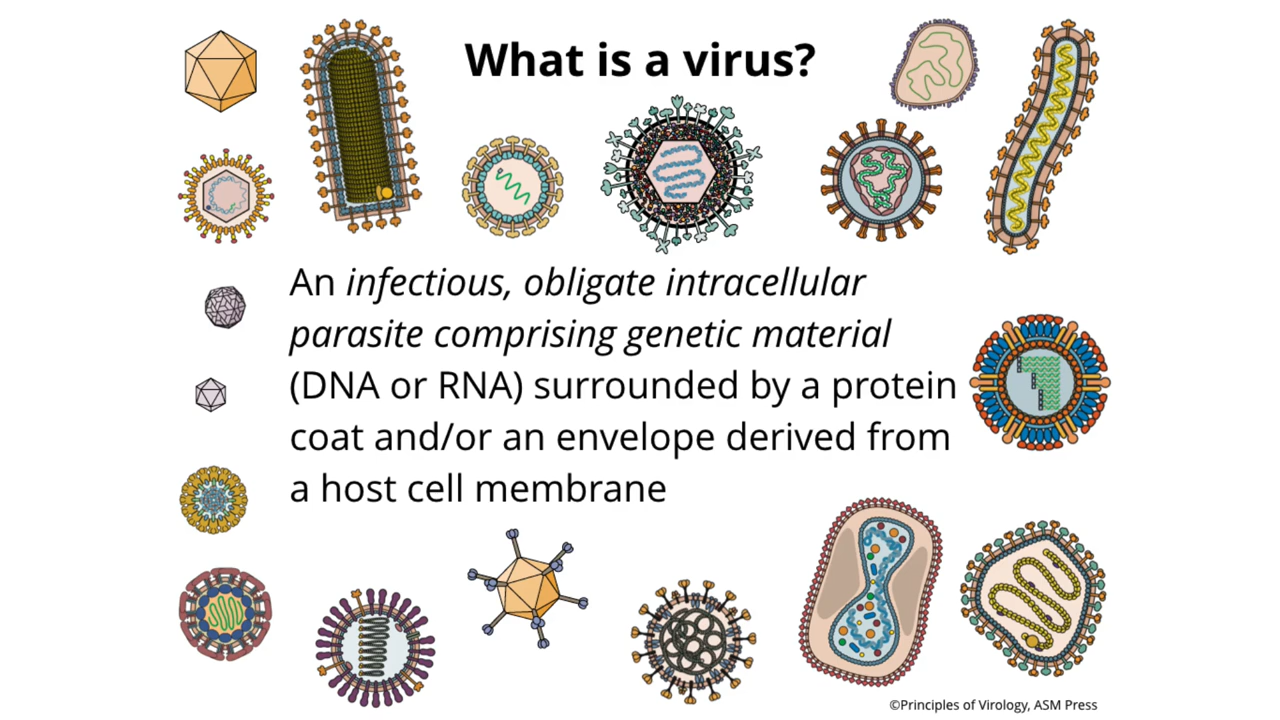 What is a virus?
An infectious, obligate intracellular
parasite comprising genetic material
(DNA or RNA) surrounded by a protein
coat and/or an envelope derived from
a host cell membrane
©Principles of Virology, ASM Press